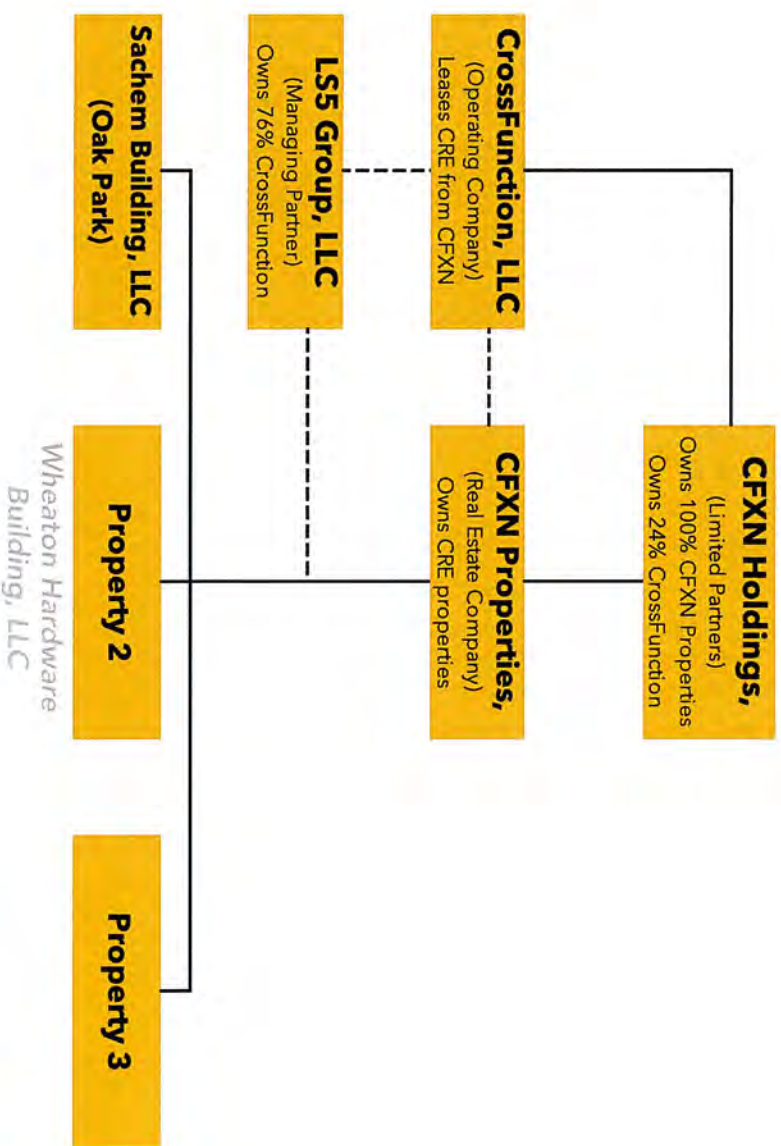 CFXN Holdings,
(Limited Partners)
Owns 100% CFXN Properties
Owns 24% CrossFunction
CrossFunction, LLC
(Operating Company)
Leases CRE from CFXN
CFXN Properties,
(Real Estate Company)
Owns CRE properties
LS5 Group, LLC
(Managing Partner)
Owns 76% CrossFunction
Sachem Building, LLC
(Oak Park)
Property 2
Property 3
Wheaton Hardware
Building, LLC